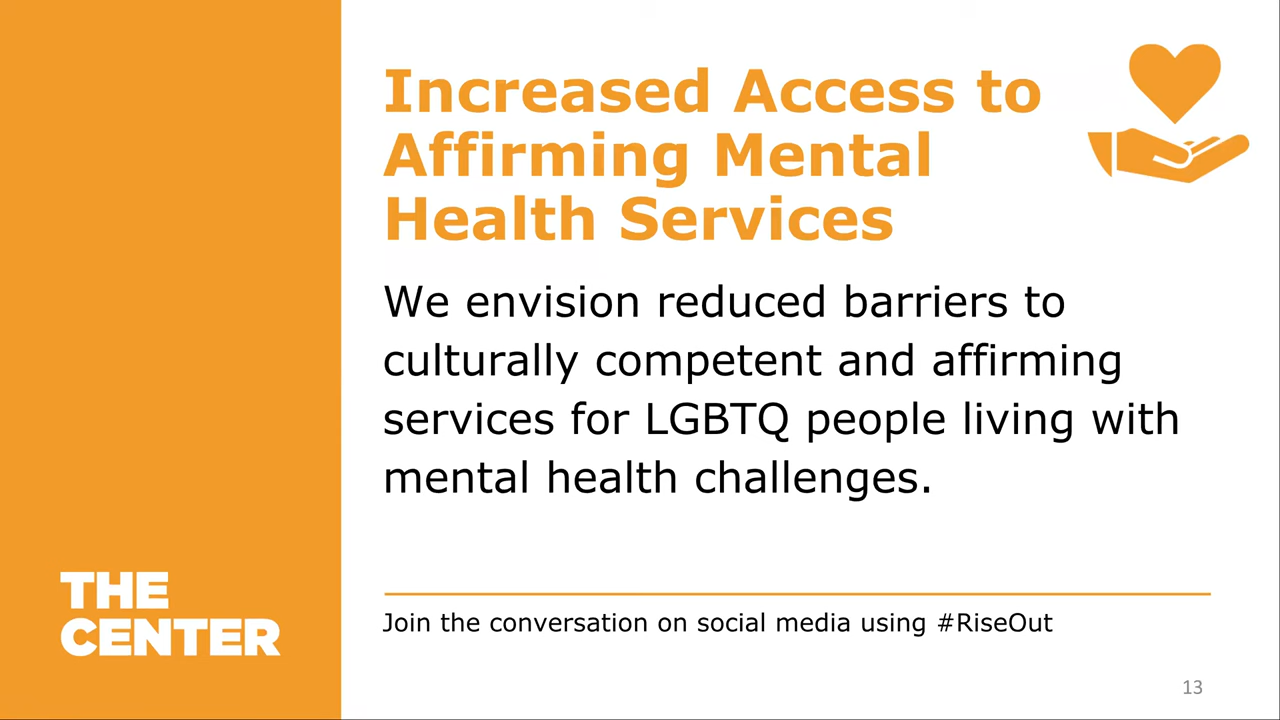 Increased Access to
Affirming Mental
Health Services
We envision reduced barriers to
culturally competent and affirming
services for LGBTQ people living with
mental health challenges.
THE
CENTER
Join the conversation on social media using #RiseOut
13